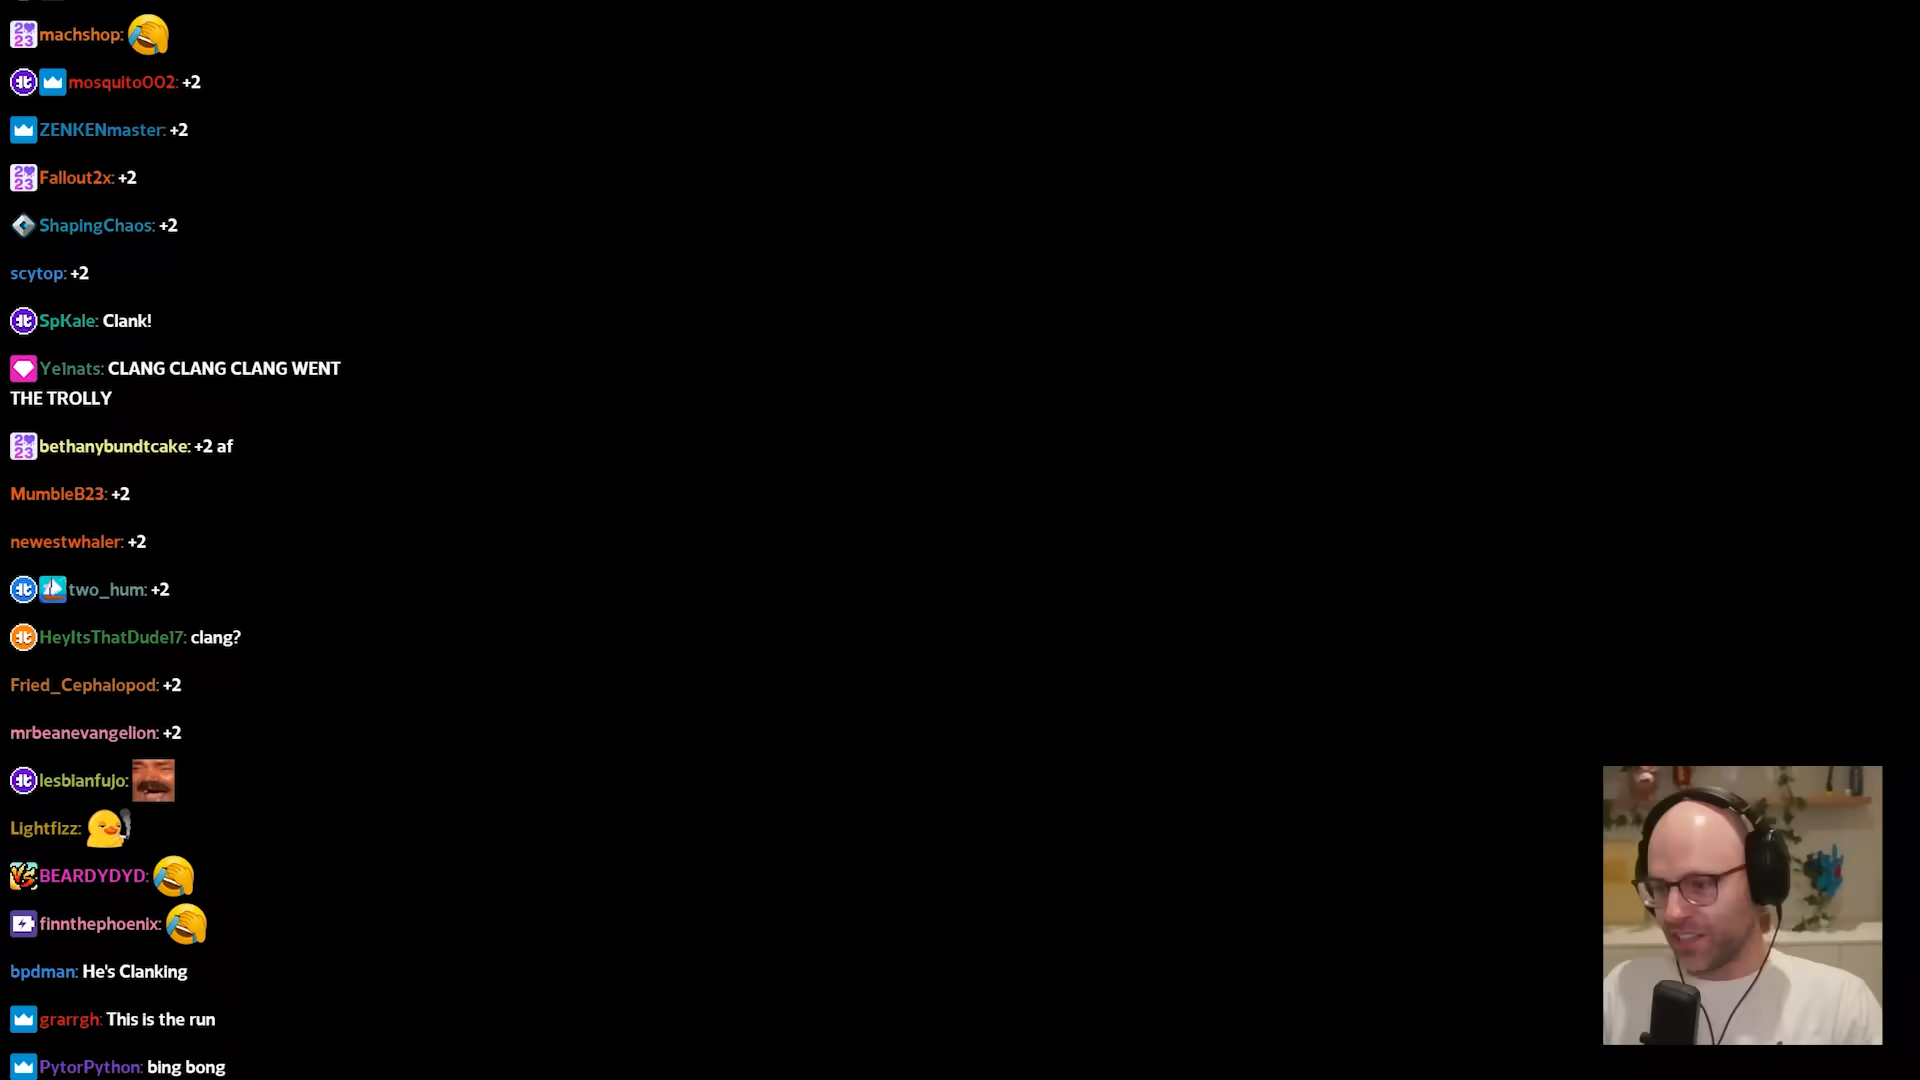 machshop:
mosquito002: +2
ZENKENmaster: +2
Fallout2x: +2
ShapingChaos: +2
scytop: +2
SpKale: Clank!
Ye1nats: CLANG CLANG CLANG WENT
THE TROLLY
bethanybundtcake: +2 af
MumbleB23: +2
newestwhaler: +2
two_hum: +2
HeyItsThatDude17: clang?
Fried_Cephalopod: +2
mrbeanevangelion: +2
lesbianfujo:
Lightfizz:
BEARDYDYD:
finnthephoenix:
bpdman: He's Clanking
grarrgh: This is the run
PytorPython: bing bong